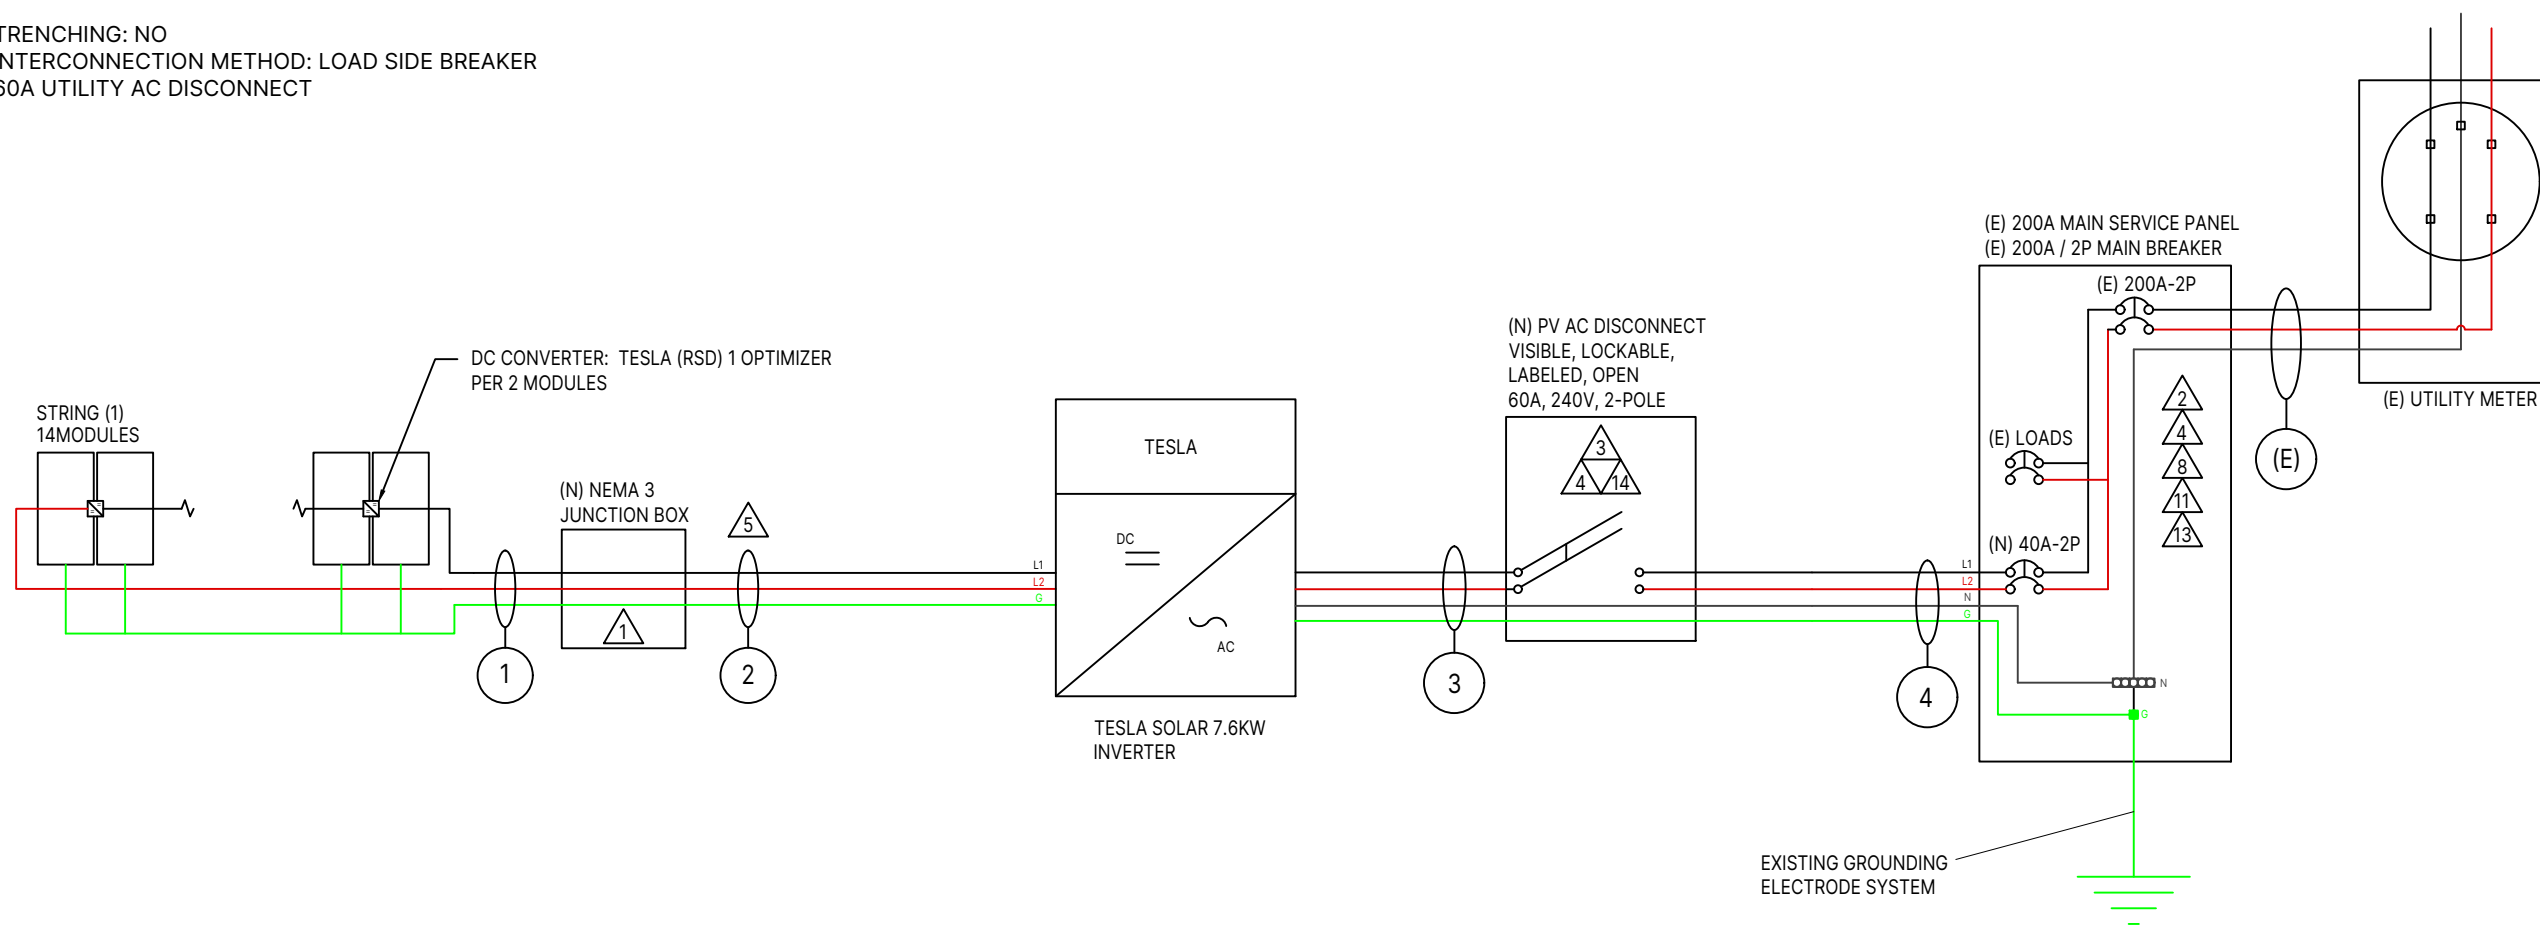 TRENCHING: NO
INTERCONNECTION METHOD: LOAD SIDE BREAKER
60A UTILITY AC DISCONNECT
STRING (1)
14MODULES
DC CONVERTER: TESLA (RSD) 1 OPTIMIZER
PER 2 MODULES
(N) NEMA 3
JUNCTION BOX
1
5
1
2
L1
L2
G
TESLA
DC
AC
TESLA SOLAR 7.6KW
INVERTER
3
(N) PV AC DISCONNECT
VISIBLE, LOCKABLE,
LABELED, OPEN
60A, 240V, 2-POLE
3
4 14
4
L1
L2
N
G
(E) 200A MAIN SERVICE PANEL
(E) 200A / 2P MAIN BREAKER
(E) 200A-2P
(E) LOADS
(N) 40A-2P
2
4
8
11
13
N
G
(E)
(E) UTILITY METER
EXISTING GROUNDING
ELECTRODE SYSTEM